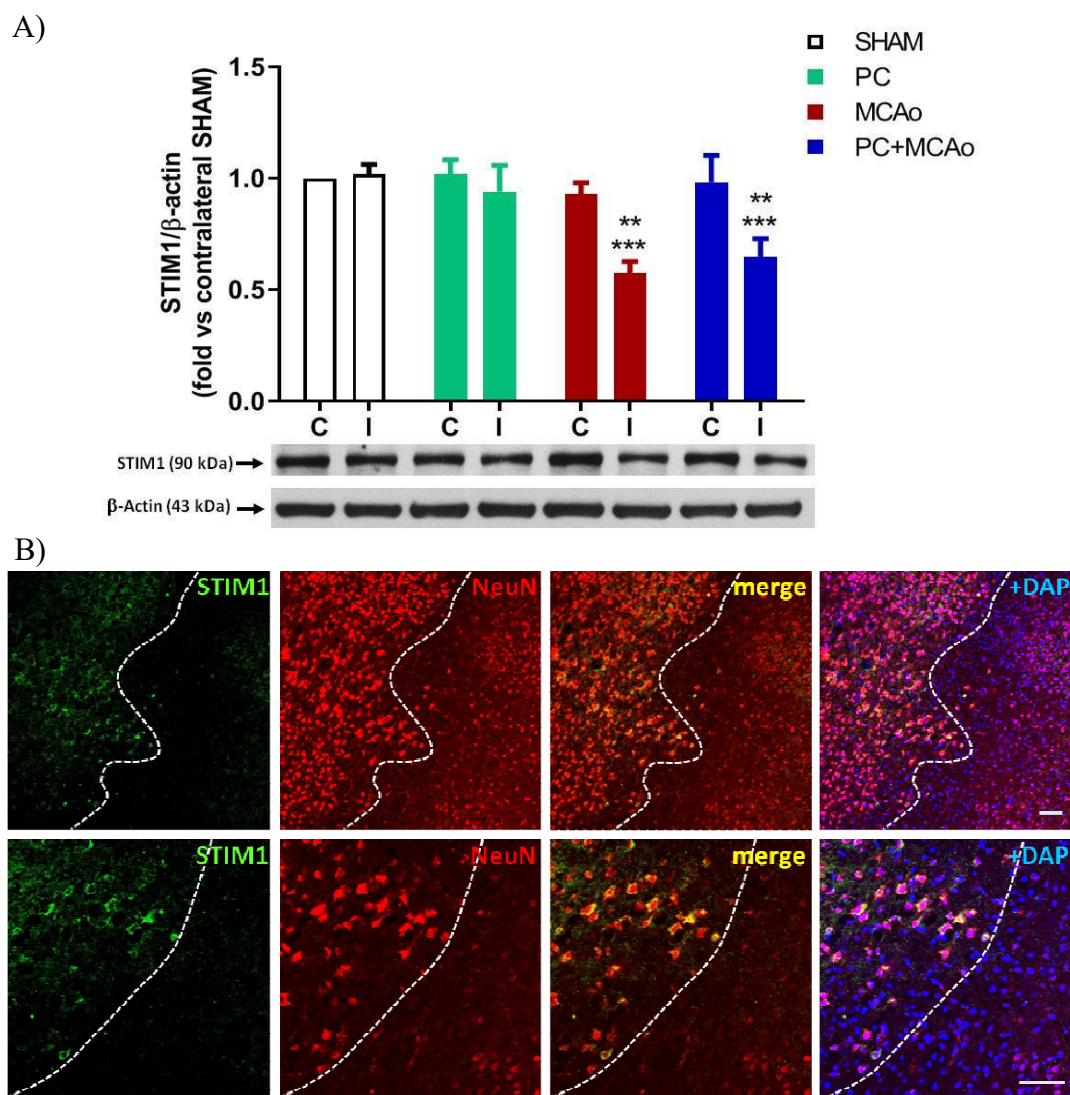 A)
SHAM
PC
MCAo
PC+MCAo
STIM1/β-actin
(fold vs contralateral SHAM)
1.5
1.0
0.5
0.0
**
***
**
***
C I C I C I C I
STIM1 (90 kDa)
β-Actin (43 kDa)
B)
STIM1 NeuN merge +DAP
STIM1 NeuN merge +DAP